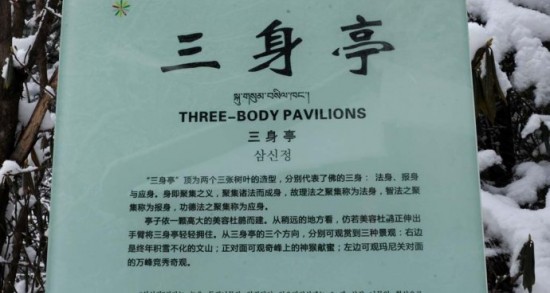 三身亭
སྐུ་གསུམ་བསིལ་ཁང་།
THREE-BODY PAVILIONS
三身亭
삼신정
“三身亭”顶为两个三张树叶的造型，分别代表了佛的三身：法身、报身
与应身。身即聚集之义，聚集诸法而成身，故理法之聚集称为法身，智法之聚
集称为报身，功德法之聚集称为应身。
亭子依一颗高大的美容杜鹃而建。从稍远的地方看，仿若美容杜鹃正伸出
手臂将三身亭轻轻拥住。从三身亭的三个方向，分别可观赏到三种景观：右边
是终年积雪不化的文山；正对面可观奇峰上的神猴献蜜；左边可观玛尼关对面
的万峰竞秀奇观。